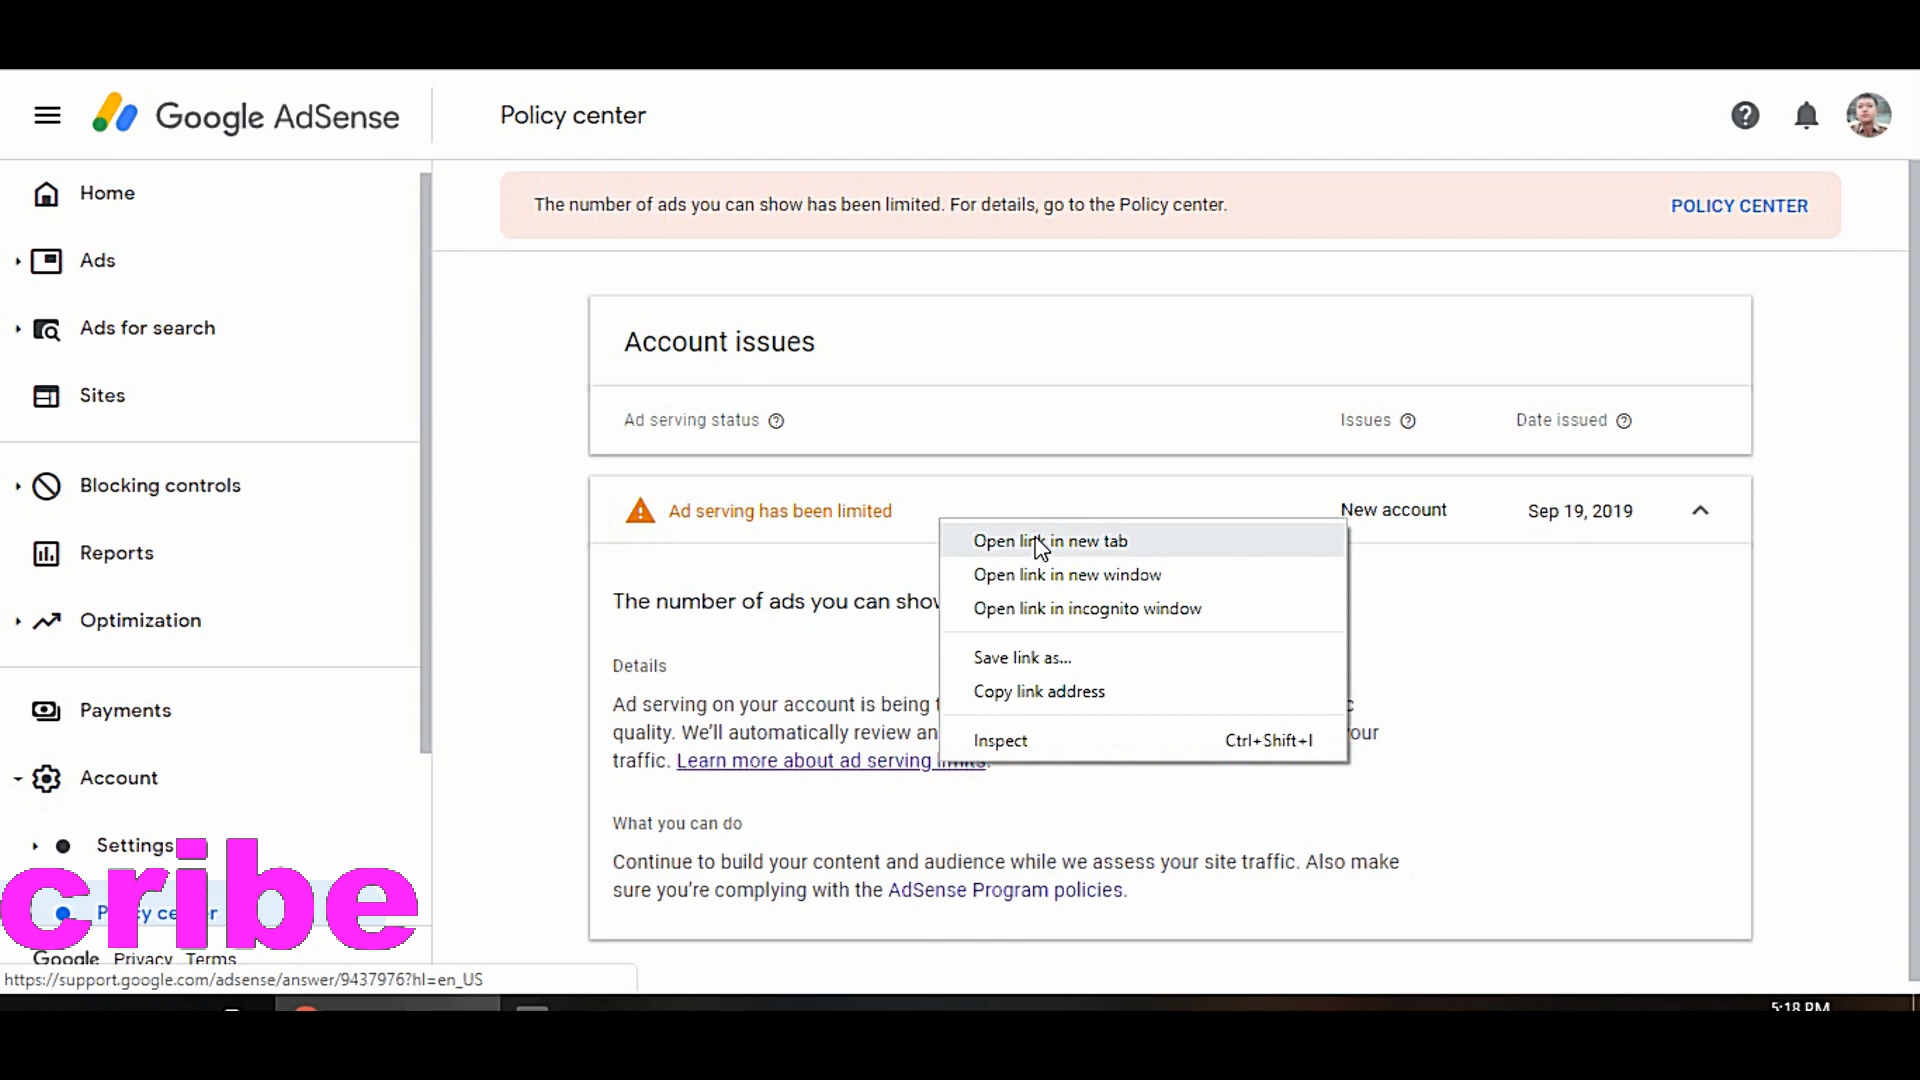 Google AdSense
Policy center
Home
Ads
Ads for search
Sites
Blocking controls
Reports
Optimization
Payments
Account
Settings
Policy center
cribe
Google Privacy Terms
https://support.google.com/adsense/answer/9437976?hl=en_US
The number of ads you can show has been limited. For details, go to the Policy center.
POLICY CENTER
Account issues
Ad serving status
Issues
Date issued
Ad serving has been limited
New account
Sep 19, 2019
Open link in new tab
Open link in new window
Open link in incognito window
Save link as...
Copy link address
Inspect Ctrl+Shift+I
The number of ads you can
Details
Ad serving on your account is being
quality. We'll automatically review
traffic. Learn more about ad serving limits.
What you can do
Continue to build your content and audience while we assess your site traffic. Also make
sure you're complying with the AdSense Program policies.
5:18 PM